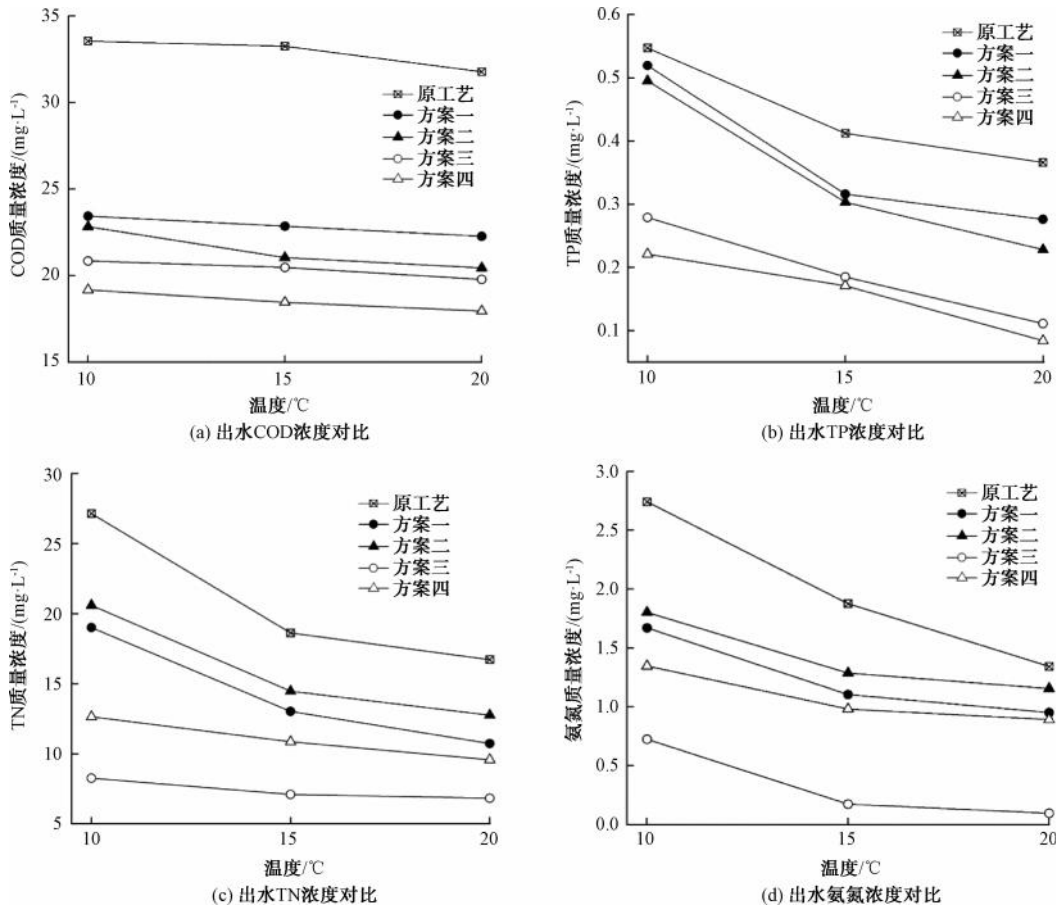 35
30
25
20
15
COD质量浓度/(mg·L⁻¹)
原工艺
方案一
方案二
方案三
方案四
10
15
20
温度/℃
(a) 出水COD浓度对比
0.6
0.5
0.3
0.2
0.1
TP质量浓度/(mg·L⁻¹)
原工艺
方案一
方案二
方案三
方案四
10
15
20
温度/℃
(b) 出水TP浓度对比
30
25
20
15
10
5
TN质量浓度/(mg·L⁻¹)
原工艺
方案一
方案二
方案三
方案四
10
15
20
温度/℃
(c) 出水TN浓度对比
3.0
2.5
2.0
1.5
1.0
0.5
0.0
氨氮质量浓度/(mg·L⁻¹)
原工艺
方案一
方案二
方案三
方案四
10
15
20
温度/℃
(d) 出水氨氮浓度对比